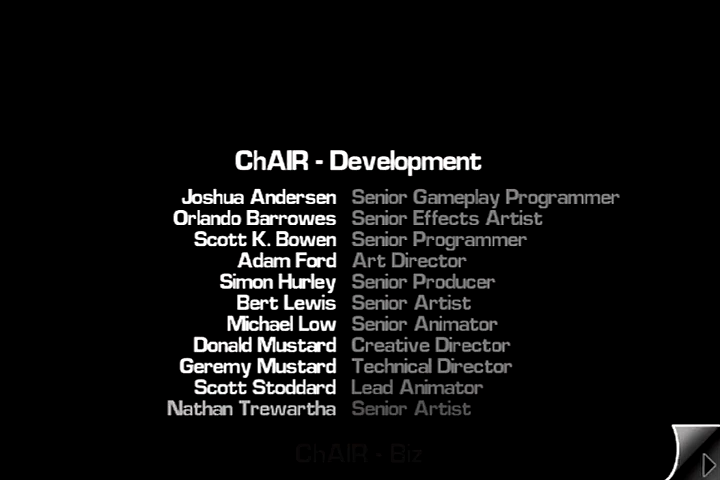 ChAIR - Development
Joshua Andersen Senior Gameplay Programmer
Orlando Barrowes Senior Effects Artist
Scott K. Bowen Senior Programmer
Adam Ford Art Director
Simon Hurley Senior Producer
Bert Lewis Senior Artist
Michael Low Senior Animator
Donald Mustard Creative Director
Geremy Mustard Technical Director
Scott Stoddard Lead Animator
Nathan Trewartha Senior Artist
ChAIR - Biz